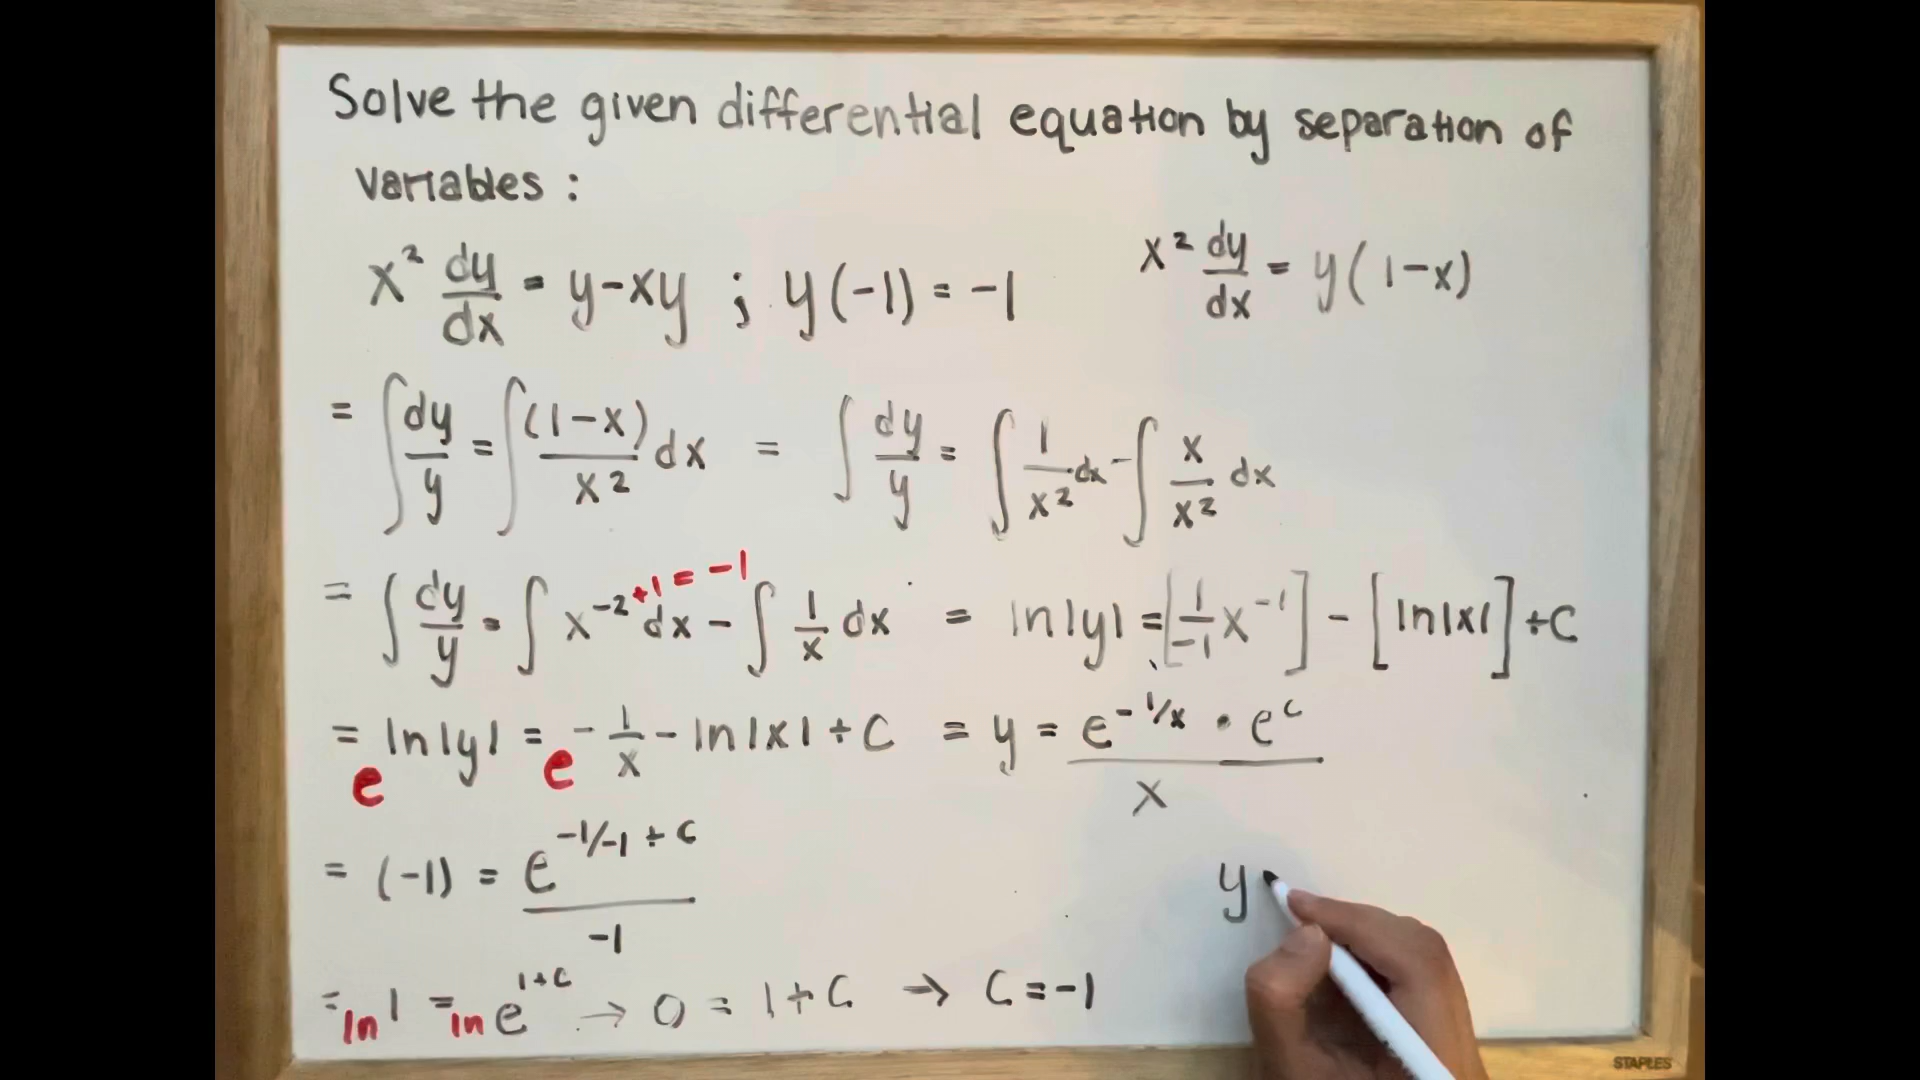 Solve the given differential equation by separation of
variables :
x² dy/dx = y-xy ; y(-1) = -1 x² dy/dx = y(1-x)
= ∫ dy/y = ∫ (1-x)/x² dx = ∫ dy/y = ∫ 1/x² dx - ∫ x/x² dx
= ∫ dy/y = ∫ x⁻² ⁺¹ ⁼ ⁻¹ dx - ∫ 1/x dx = ln|y| = [1/-1 x⁻¹] - [ln|x|] + C
= e ln|y| = e - 1/x - ln|x| + C = y = e^(-1/x) · e^c / x
= (-1) = e^(-1/-1 + c) / -1 y
= ln 1 = ln e^(1+c) → 0 = 1 + C → C = -1
STAPLES